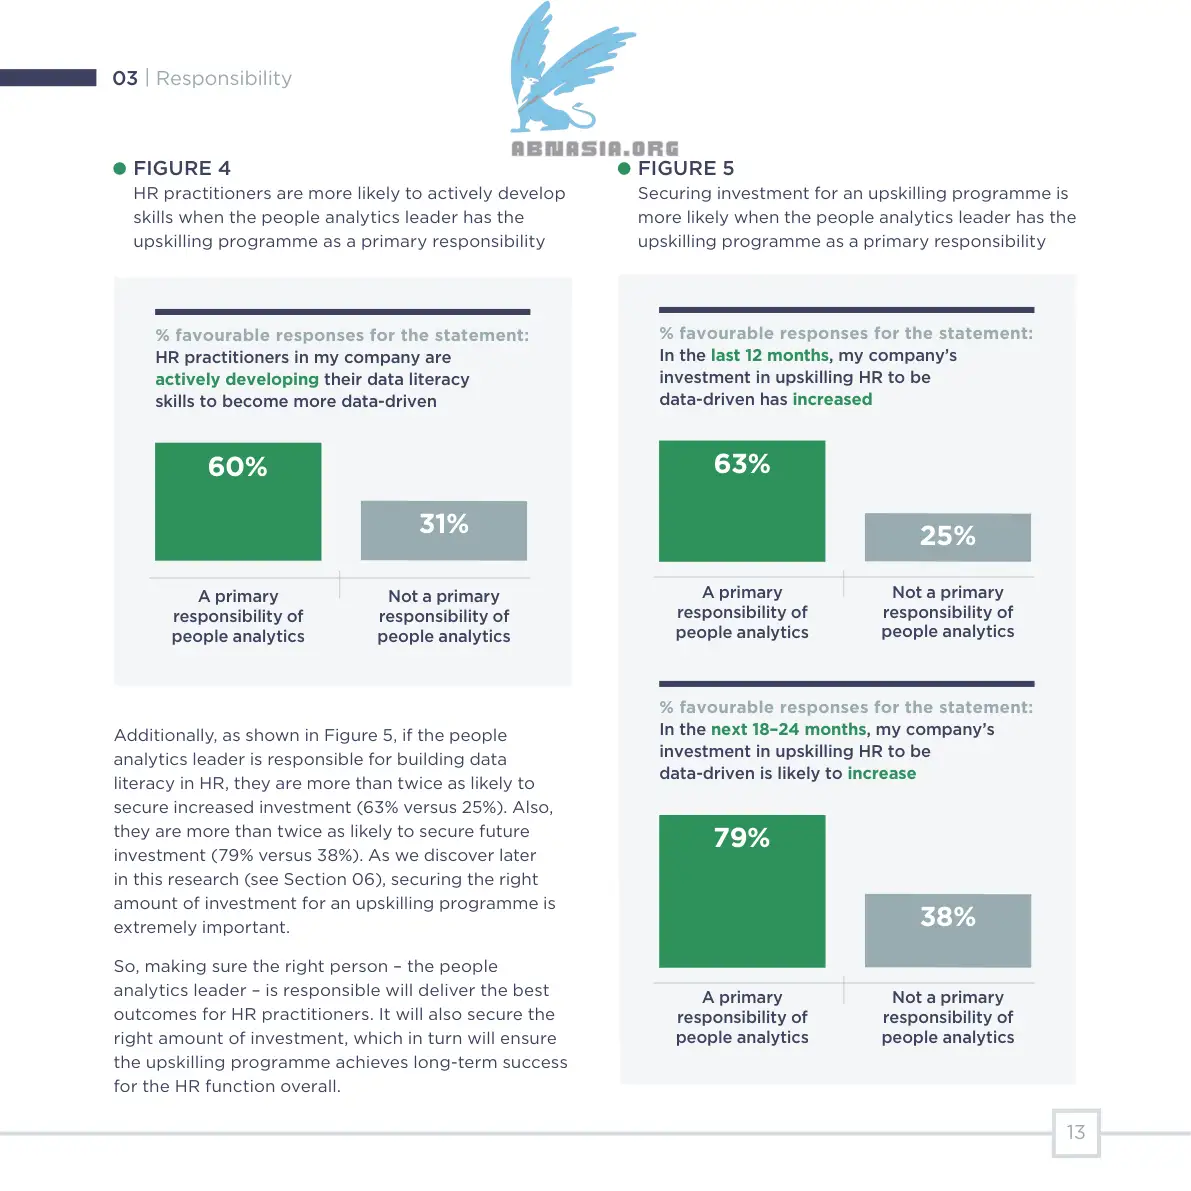 03 | Responsibility
ABNASIA.ORG
FIGURE 4
HR practitioners are more likely to actively develop
skills when the people analytics leader has the
upskilling programme as a primary responsibility
% favourable responses for the statement:
HR practitioners in my company are
actively developing their data literacy
skills to become more data-driven
60%
31%
A primary
responsibility of
people analytics
Not a primary
responsibility of
people analytics
Additionally, as shown in Figure 5, if the people
analytics leader is responsible for building data
literacy in HR, they are more than twice as likely to
secure increased investment (63% versus 25%). Also,
they are more than twice as likely to secure future
investment (79% versus 38%). As we discover later
in this research (see Section 06), securing the right
amount of investment for an upskilling programme is
extremely important.
So, making sure the right person – the people
analytics leader – is responsible will deliver the best
outcomes for HR practitioners. It will also secure the
right amount of investment, which in turn will ensure
the upskilling programme achieves long-term success
for the HR function overall.
FIGURE 5
Securing investment for an upskilling programme is
more likely when the people analytics leader has the
upskilling programme as a primary responsibility
% favourable responses for the statement:
In the last 12 months, my company’s
investment in upskilling HR to be
data-driven has increased
63%
25%
A primary
responsibility of
people analytics
Not a primary
responsibility of
people analytics
% favourable responses for the statement:
In the next 18–24 months, my company’s
investment in upskilling HR to be
data-driven is likely to increase
79%
38%
A primary
responsibility of
people analytics
Not a primary
responsibility of
people analytics
13